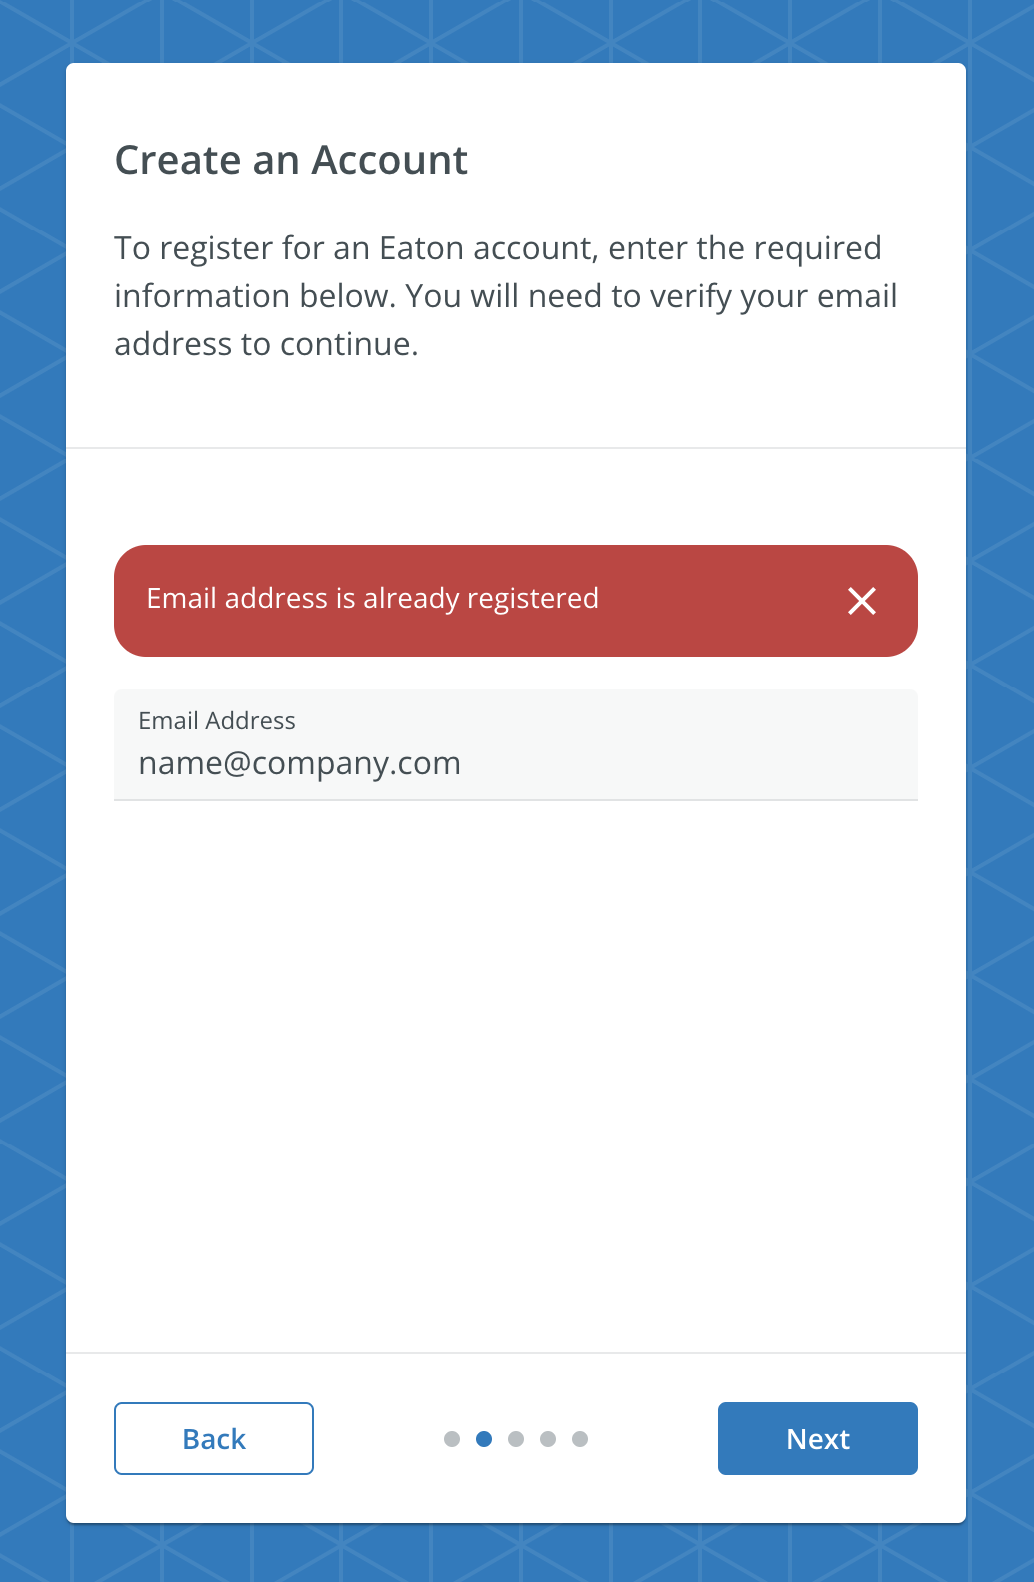 Create an Account
To register for an Eaton account, enter the required
information below. You will need to verify your email
address to continue.
Email address is already registered
Email Address
name@company.com
Back
Next